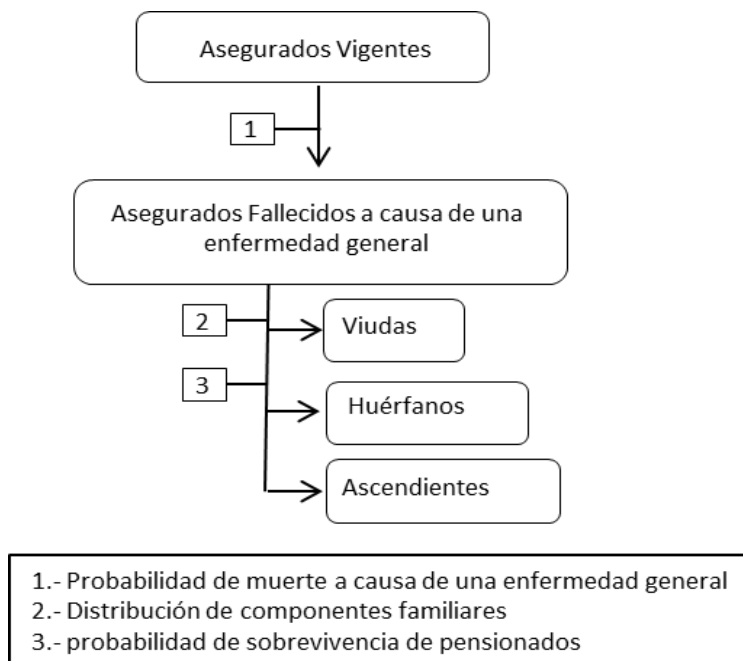 Asegurados Vigentes
1
Asegurados Fallecidos a causa de una
enfermedad general
2
Viudas
3
Huérfanos
Ascendientes
1.- Probabilidad de muerte a causa de una enfermedad general
2.- Distribución de componentes familiares
3.- probabilidad de sobrevivencia de pensionados